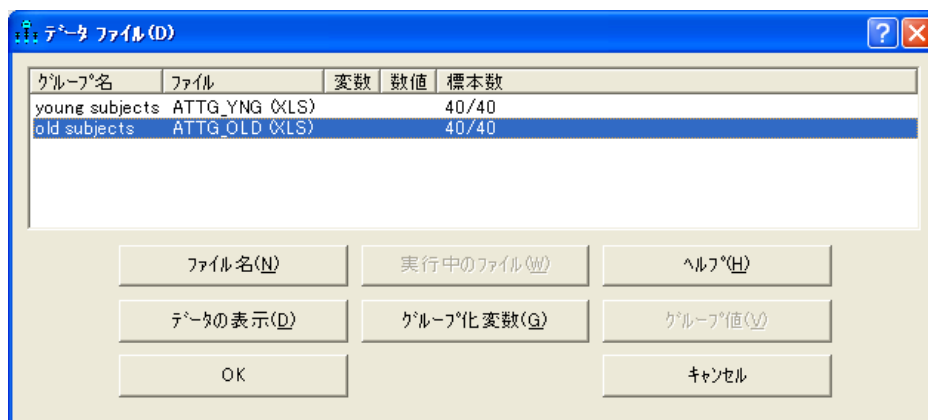 ﾃﾞｰﾀ ﾌｧｲﾙ(D)
ｸﾞﾙｰﾌﾟ名 ﾌｧｲﾙ 変数 数値 標本数
young subjects ATTG_YNG (XLS) 40/40
old subjects ATTG_OLD (XLS) 40/40
ﾌｧｲﾙ名(N) 実行中のﾌｧｲﾙ(W) ﾍﾙﾌﾟ(H)
ﾃﾞｰﾀの表示(D) ｸﾞﾙｰﾌﾟ化変数(G) ｸﾞﾙｰﾌﾟ値(V)
OK ｷｬﾝｾﾙ